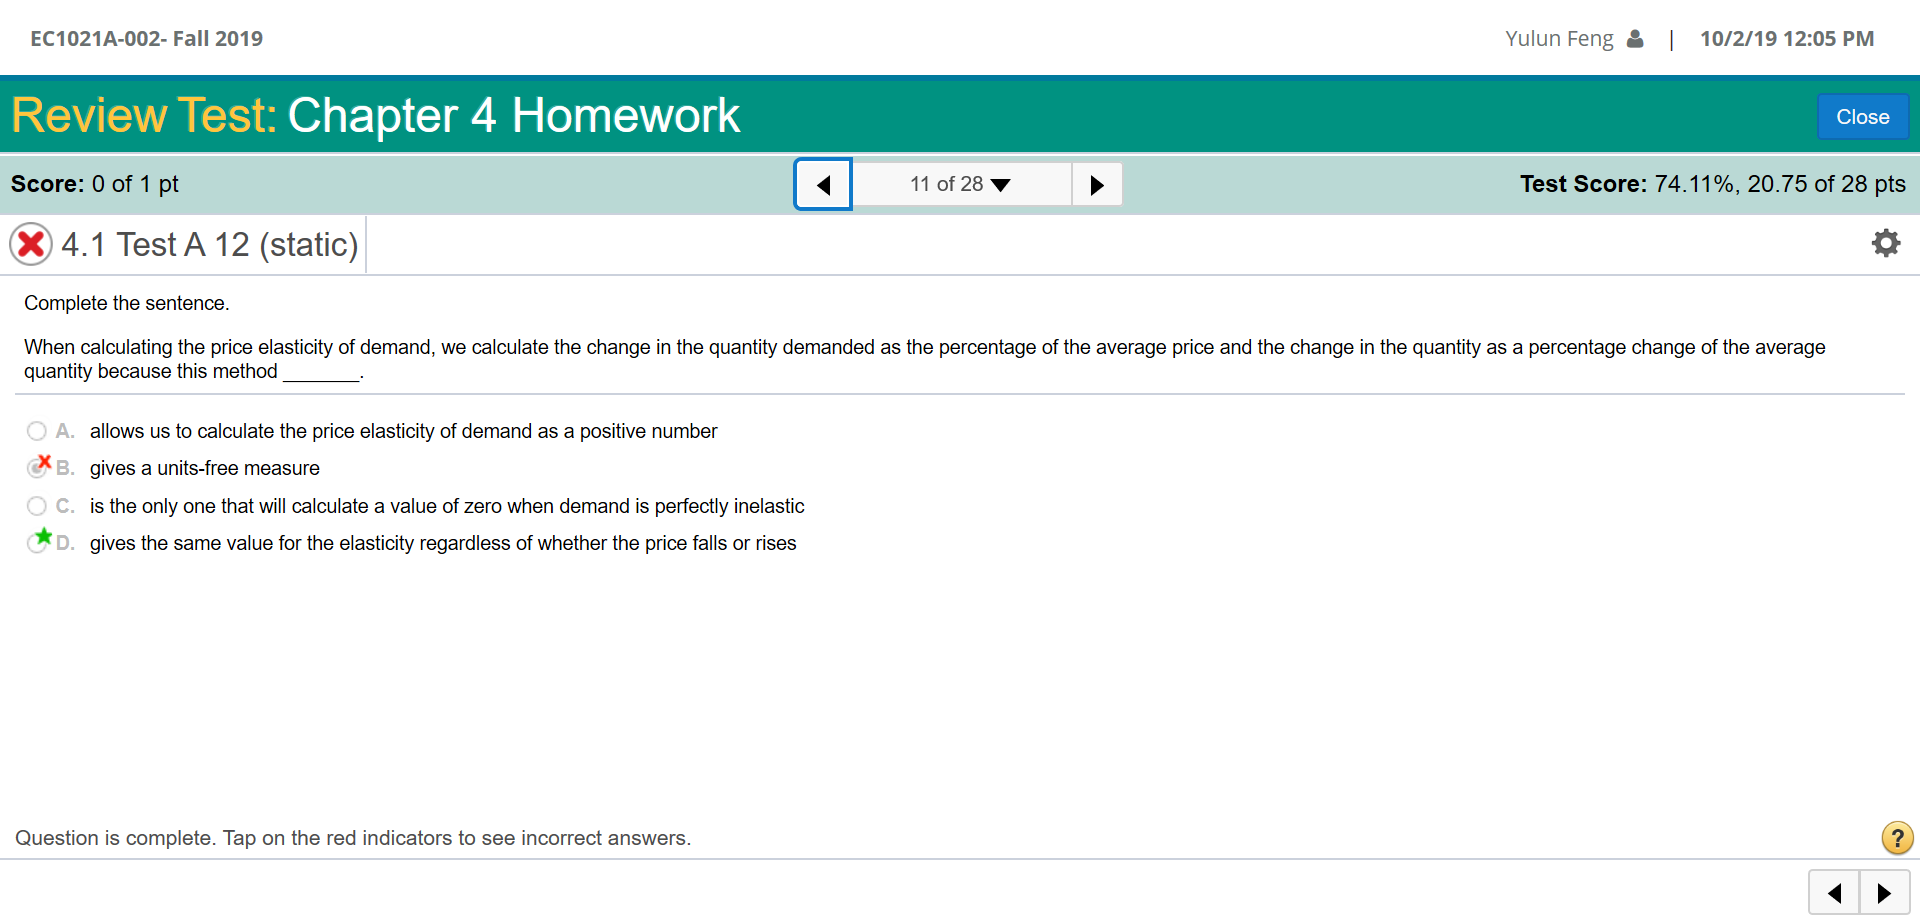 EC1021A-002- Fall 2019
Yulun Feng | 10/2/19 12:05 PM
Review Test: Chapter 4 Homework
Close
Score: 0 of 1 pt
11 of 28
Test Score: 74.11%, 20.75 of 28 pts
4.1 Test A 12 (static)
Complete the sentence.
When calculating the price elasticity of demand, we calculate the change in the quantity demanded as the percentage of the average price and the change in the quantity as a percentage change of the average
quantity because this method _______.
A. allows us to calculate the price elasticity of demand as a positive number
B. gives a units-free measure
C. is the only one that will calculate a value of zero when demand is perfectly inelastic
D. gives the same value for the elasticity regardless of whether the price falls or rises
Question is complete. Tap on the red indicators to see incorrect answers.
?